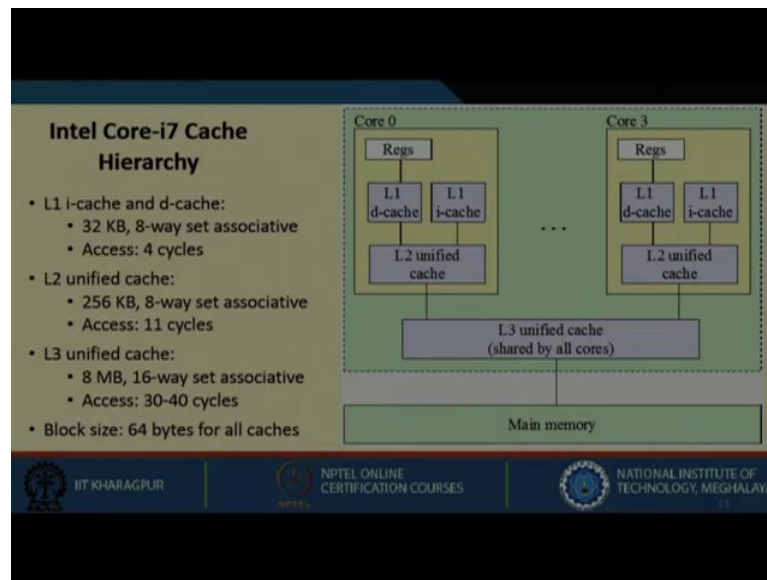 Intel Core-i7 Cache
Hierarchy
• L1 i-cache and d-cache:
• 32 KB, 8-way set associative
• Access: 4 cycles
• L2 unified cache:
• 256 KB, 8-way set associative
• Access: 11 cycles
• L3 unified cache:
• 8 MB, 16-way set associative
• Access: 30-40 cycles
• Block size: 64 bytes for all caches
Core 0
Regs
L1
d-cache
L1
i-cache
L2 unified
cache
...
Core 3
Regs
L1
d-cache
L1
i-cache
L2 unified
cache
L3 unified cache
(shared by all cores)
Main memory
IIT KHARAGPUR
NPTEL
NPTEL ONLINE
CERTIFICATION COURSES
NATIONAL INSTITUTE OF
TECHNOLOGY, MEGHALAYA
11